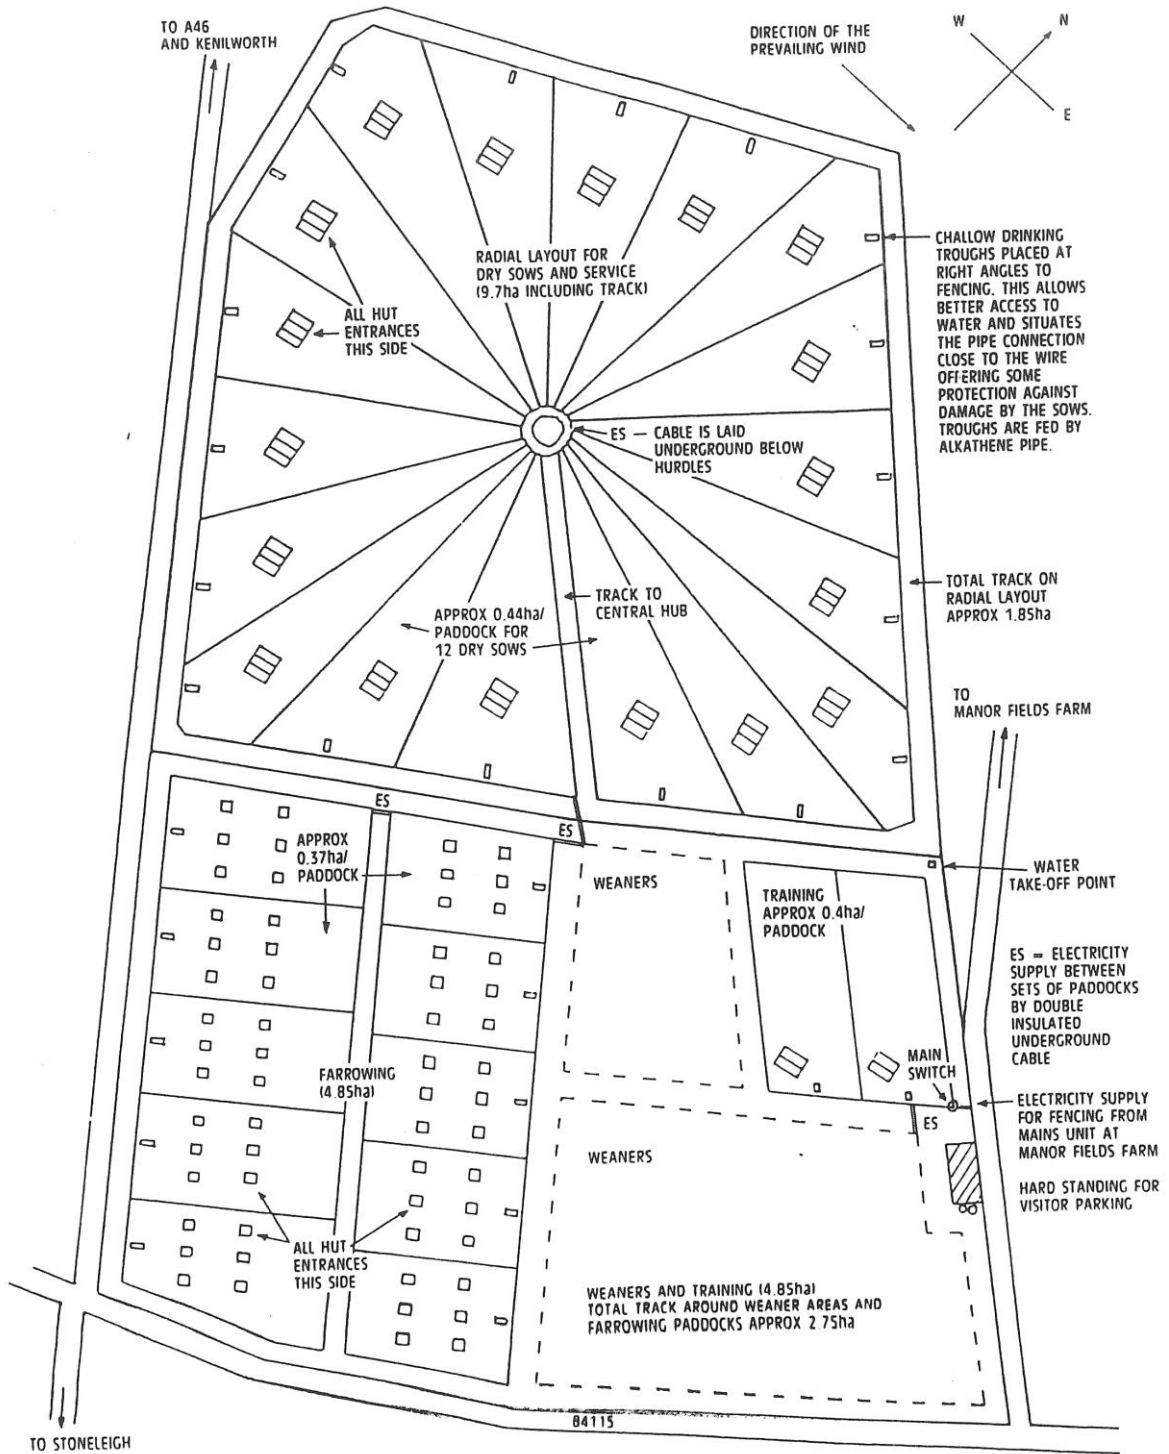 TO A46
AND KENILWORTH
DIRECTION OF THE
PREVAILING WIND
W
N
E
RADIAL LAYOUT FOR
DRY SOWS AND SERVICE
(9.7ha INCLUDING TRACK)
ALL HUT
ENTRANCES
THIS SIDE
CHALLOW DRINKING
TROUGHS PLACED AT
RIGHT ANGLES TO
FENCING. THIS ALLOWS
BETTER ACCESS TO
WATER AND SITUATES
THE PIPE CONNECTION
CLOSE TO THE WIRE
OFFERING SOME
PROTECTION AGAINST
DAMAGE BY THE SOWS.
TROUGHS ARE FED BY
ALKATHENE PIPE.
ES — CABLE IS LAID
UNDERGROUND BELOW
HURDLES
APPROX 0.44ha/
PADDOCK FOR
12 DRY SOWS
TRACK TO
CENTRAL HUB
TOTAL TRACK ON
RADIAL LAYOUT
APPROX 1.85ha
TO
MANOR FIELDS FARM
ES
ES
APPROX
0.37ha/
PADDOCK
WEANERS
TRAINING
APPROX 0.4ha/
PADDOCK
WATER
TAKE-OFF POINT
ES = ELECTRICITY
SUPPLY BETWEEN
SETS OF PADDOCKS
BY DOUBLE
INSULATED
UNDERGROUND
CABLE
FARROWING
(4.85ha)
MAIN
SWITCH
ES
ELECTRICITY SUPPLY
FOR FENCING FROM
MAINS UNIT AT
MANOR FIELDS FARM
HARD STANDING FOR
VISITOR PARKING
WEANERS
ALL HUT
ENTRANCES
THIS SIDE
WEANERS AND TRAINING (4.85ha)
TOTAL TRACK AROUND WEANER AREAS AND
FARROWING PADDOCKS APPROX 2.75ha
B4115
TO STONELEIGH